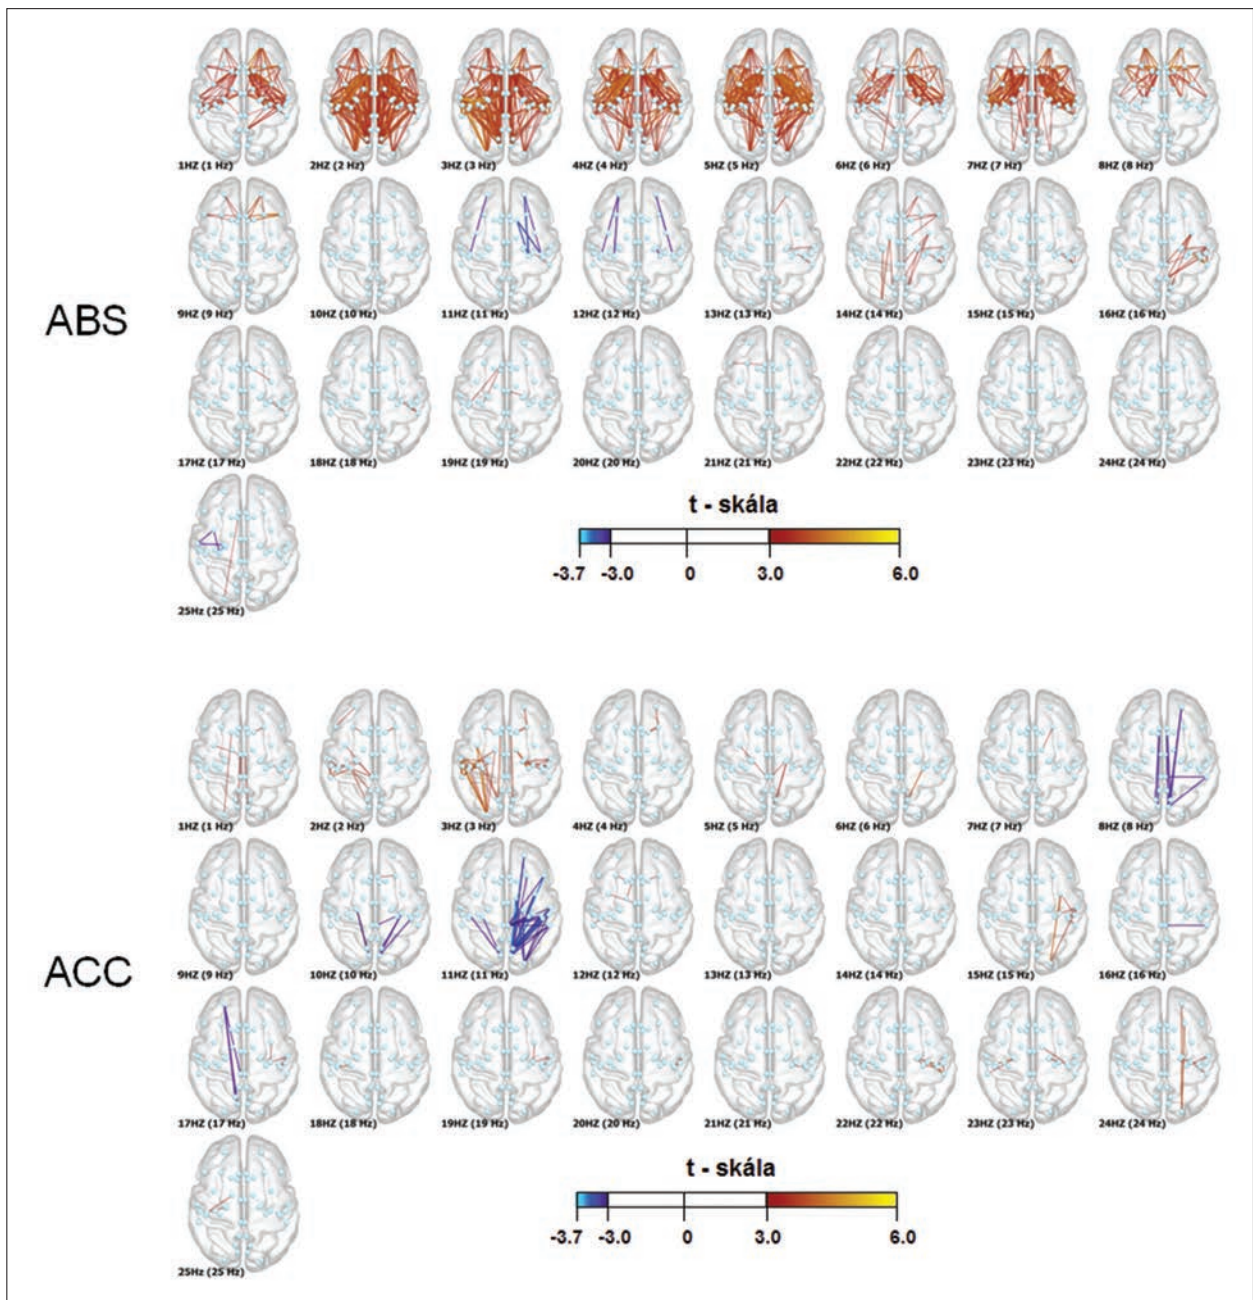 1HZ (1 Hz) 2HZ (2 Hz) 3HZ (3 Hz) 4HZ (4 Hz) 5HZ (5 Hz) 6HZ (6 Hz) 7HZ (7 Hz) 8HZ (8 Hz)
9HZ (9 Hz) 10HZ (10 Hz) 11HZ (11 Hz) 12HZ (12 Hz) 13HZ (13 Hz) 14HZ (14 Hz) 15HZ (15 Hz) 16HZ (16 Hz)
ABS
17HZ (17 Hz) 18HZ (18 Hz) 19HZ (19 Hz) 20HZ (20 Hz) 21HZ (21 Hz) 22HZ (22 Hz) 23HZ (23 Hz) 24HZ (24 Hz)
t - skála
-3.7 -3.0 0 3.0 6.0
25Hz (25 Hz)
1HZ (1 Hz) 2HZ (2 Hz) 3HZ (3 Hz) 4HZ (4 Hz) 5HZ (5 Hz) 6HZ (6 Hz) 7HZ (7 Hz) 8HZ (8 Hz)
9HZ (9 Hz) 10HZ (10 Hz) 11HZ (11 Hz) 12HZ (12 Hz) 13HZ (13 Hz) 14HZ (14 Hz) 15HZ (15 Hz) 16HZ (16 Hz)
ACC
17HZ (17 Hz) 18HZ (18 Hz) 19HZ (19 Hz) 20HZ (20 Hz) 21HZ (21 Hz) 22HZ (22 Hz) 23HZ (23 Hz) 24HZ (24 Hz)
t - skála
-3.7 -3.0 0 3.0 6.0
25Hz (25 Hz)